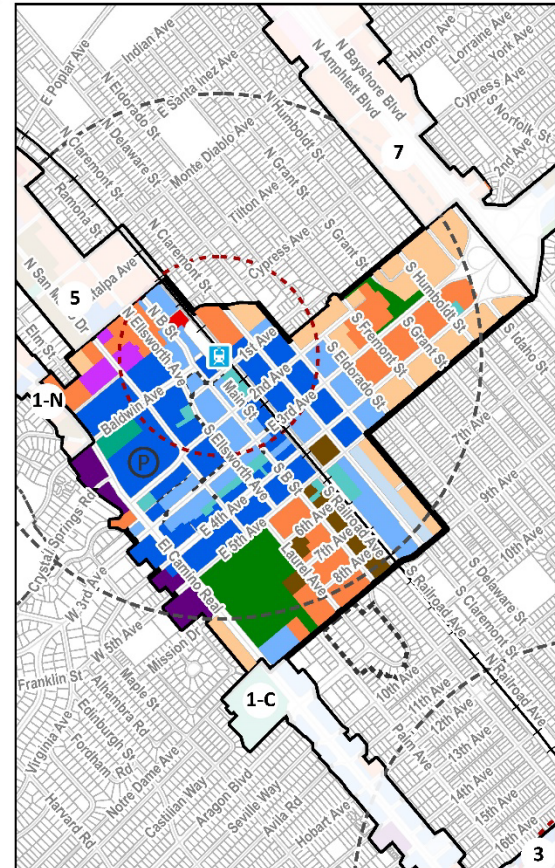 E Poplar Ave
Indian Ave
E Santa Inez Ave
N Eldorado St
N Delaware St
N Claremont St
Monte Diablo Ave
N Humboldt St
N Grant St
Tilton Ave
Cypress Ave
N Bayshore Blvd
N Amphlett Blvd
Huron Ave
Lorraine Ave
York Ave
Cypress Ave
S Norfolk St
2nd Ave
7
Ramona St
N Claremont St
5
N B St
N Ellsworth Ave
Elm St
1-N
Baldwin Ave
1st Ave
2nd Ave
E 3rd Ave
Main St
S Grant St
S Humboldt St
S Fremont St
S Grant St
S Eldorado St
S Idaho St
7th Ave
9th Ave
10th Ave
P
S Ellsworth Ave
S B St
E 4th Ave
E 5th Ave
El Camino Real
Crystal Springs Rd
W 3rd Ave
W 5th Ave
Mission Dr
6th Ave
7th Ave
8th Ave
Laurel Ave
S Railroad Ave
S Railroad Ave
S Delaware St
S Claremont St
N Railroad Ave
Franklin St
Alhambra Rd
Maple St
Edinburgh St
Fordham Rd
Virginia Ave
Harvard Rd
Notre Dame Ave
Castilian Way
Aragon Blvd
Seville Way
Avila Rd
Hobart Ave
1-C
Palm Ave
10th Ave
11th Ave
12th Ave
13th Ave
14th Ave
15th Ave
16th Ave
3